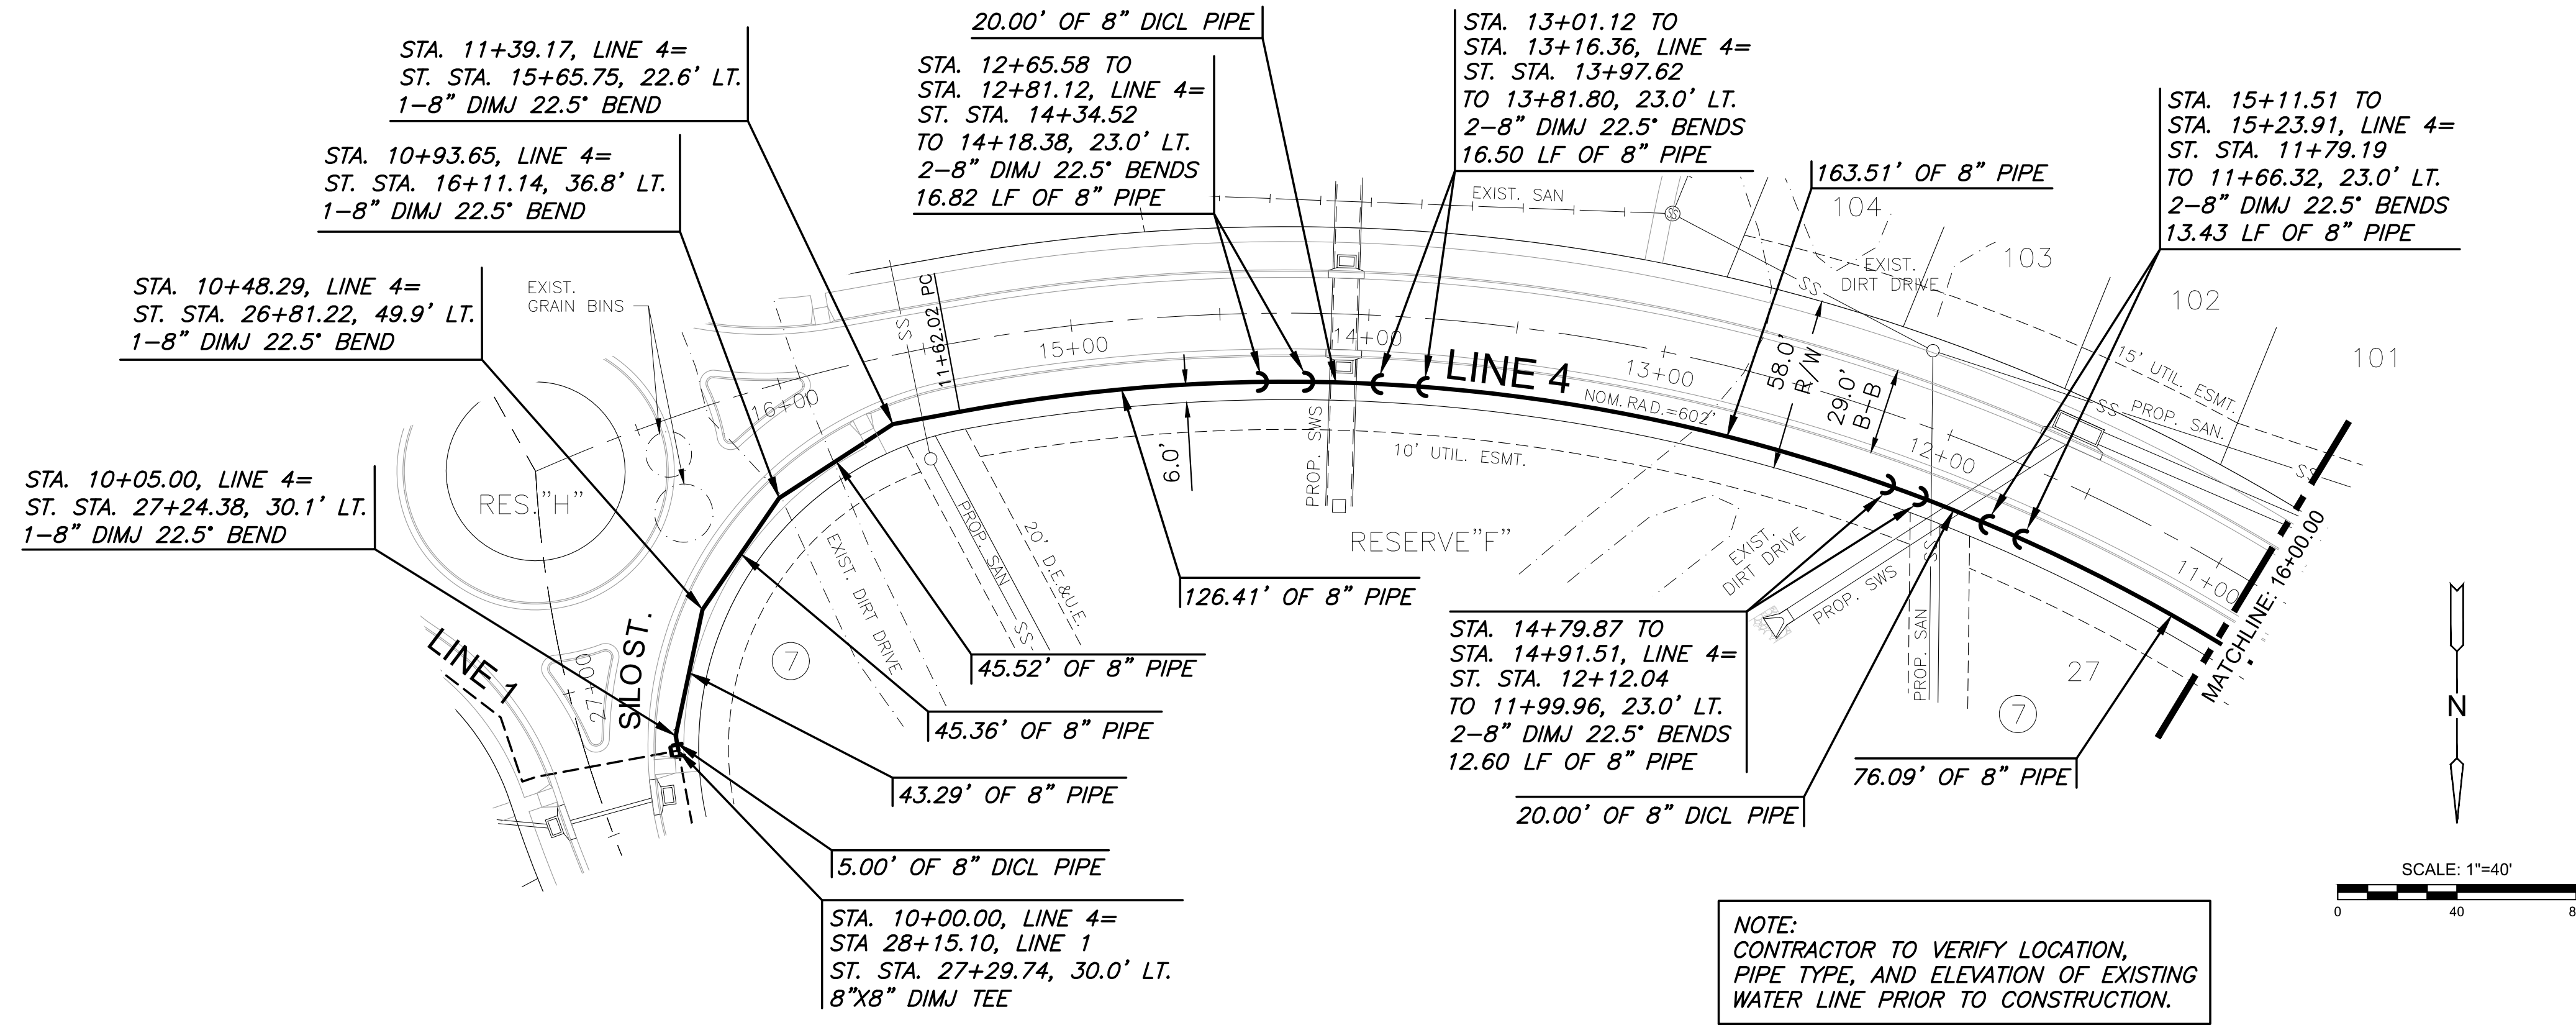 STA. 11+39.17, LINE 4=
ST. STA. 15+65.75, 22.6' LT.
1-8" DIMJ 22.5° BEND
20.00' OF 8" DICL PIPE
STA. 12+65.58 TO
STA. 12+81.12, LINE 4=
ST. STA. 14+34.52
TO 14+18.38, 23.0' LT.
2-8" DIMJ 22.5° BENDS
16.82 LF OF 8" PIPE
STA. 13+01.12 TO
STA. 13+16.36, LINE 4=
ST. STA. 13+97.62
TO 13+81.80, 23.0' LT.
2-8" DIMJ 22.5° BENDS
16.50 LF OF 8" PIPE
STA. 15+11.51 TO
STA. 15+23.91, LINE 4=
ST. STA. 11+79.19
TO 11+66.32, 23.0' LT.
2-8" DIMJ 22.5° BENDS
13.43 LF OF 8" PIPE
STA. 10+93.65, LINE 4=
ST. STA. 16+11.14, 36.8' LT.
1-8" DIMJ 22.5° BEND
163.51' OF 8" PIPE
EXIST. SAN
SS
104
103
102
101
EXIST.
DIRT DRIVE
SS
15' UTIL. ESMT.
SS
PROP. SAN.
SS
STA. 10+48.29, LINE 4=
ST. STA. 26+81.22, 49.9' LT.
1-8" DIMJ 22.5° BEND
EXIST.
GRAIN BINS
SS
11+62.02 PC
16+00
15+00
14+00
13+00
12+00
11+00
LINE 4
NOM. RAD.=602'
58.0'
R/W
29.0'
B-B
6.0'
PROP. SWS
10' UTIL. ESMT.
STA. 10+05.00, LINE 4=
ST. STA. 27+24.38, 30.1' LT.
1-8" DIMJ 22.5° BEND
RES. "H"
PROP. SAN
SS
20' D.E.&U.E.
EXIST. DIRT DRIVE
RESERVE"F"
EXIST.
DIRT DRIVE
PROP. SWS
SS
PROP. SAN
MATCHLINE: 16+00.00
LINE 1
27+00
SILO ST.
7
126.41' OF 8" PIPE
45.52' OF 8" PIPE
45.36' OF 8" PIPE
43.29' OF 8" PIPE
5.00' OF 8" DICL PIPE
STA. 10+00.00, LINE 4=
STA 28+15.10, LINE 1
ST. STA. 27+29.74, 30.0' LT.
8"X8" DIMJ TEE
STA. 14+79.87 TO
STA. 14+91.51, LINE 4=
ST. STA. 12+12.04
TO 11+99.96, 23.0' LT.
2-8" DIMJ 22.5° BENDS
12.60 LF OF 8" PIPE
20.00' OF 8" DICL PIPE
76.09' OF 8" PIPE
27
7
N
SCALE: 1"=40'
0 40 8
NOTE:
CONTRACTOR TO VERIFY LOCATION,
PIPE TYPE, AND ELEVATION OF EXISTING
WATER LINE PRIOR TO CONSTRUCTION.